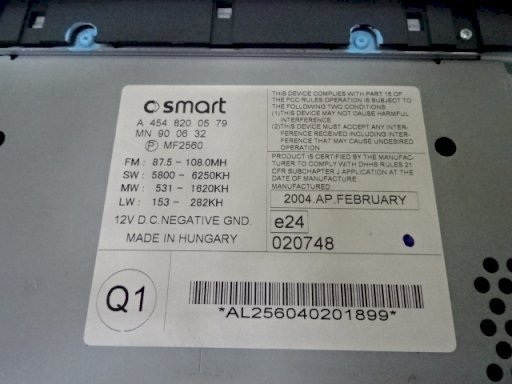 smart
A 454 820 05 79
MN 90 06 32
P MF2560
FM : 87.5 - 108.0MH
SW : 5800 - 6250KH
MW : 531 - 1620KH
LW : 153 - 282KH
12V D.C.NEGATIVE GND.
MADE IN HUNGARY
THIS DEVICE COMPLIES WITH PART 15 OF
THE FCC RULES OPERATION IS SUBJECT TO
THE FOLLOWING TWO CONDITIONS
(1)THIS DEVICE MAY NOT CAUSE HARMFUL
INTERFERENCE
(2)THIS DEVICE MUST ACCEPT ANY INTER-
FERENCE RECEIVED INCLUDING INTER-
FERENCE THAT MAY CAUSE UNDESIRED
OPERATION
PRODUCT IS CERTIFIED BY THE MANUFAC-
TURER TO COMPLY WITH DHHS RULES 21
CFR SUBCHAPTER J APPLICATION AT THE
DATE OF MANUFACTURE.
MANUFACTURED
2004 AP.FEBRUARY
e24
020748
Q1
*AL256040201899*